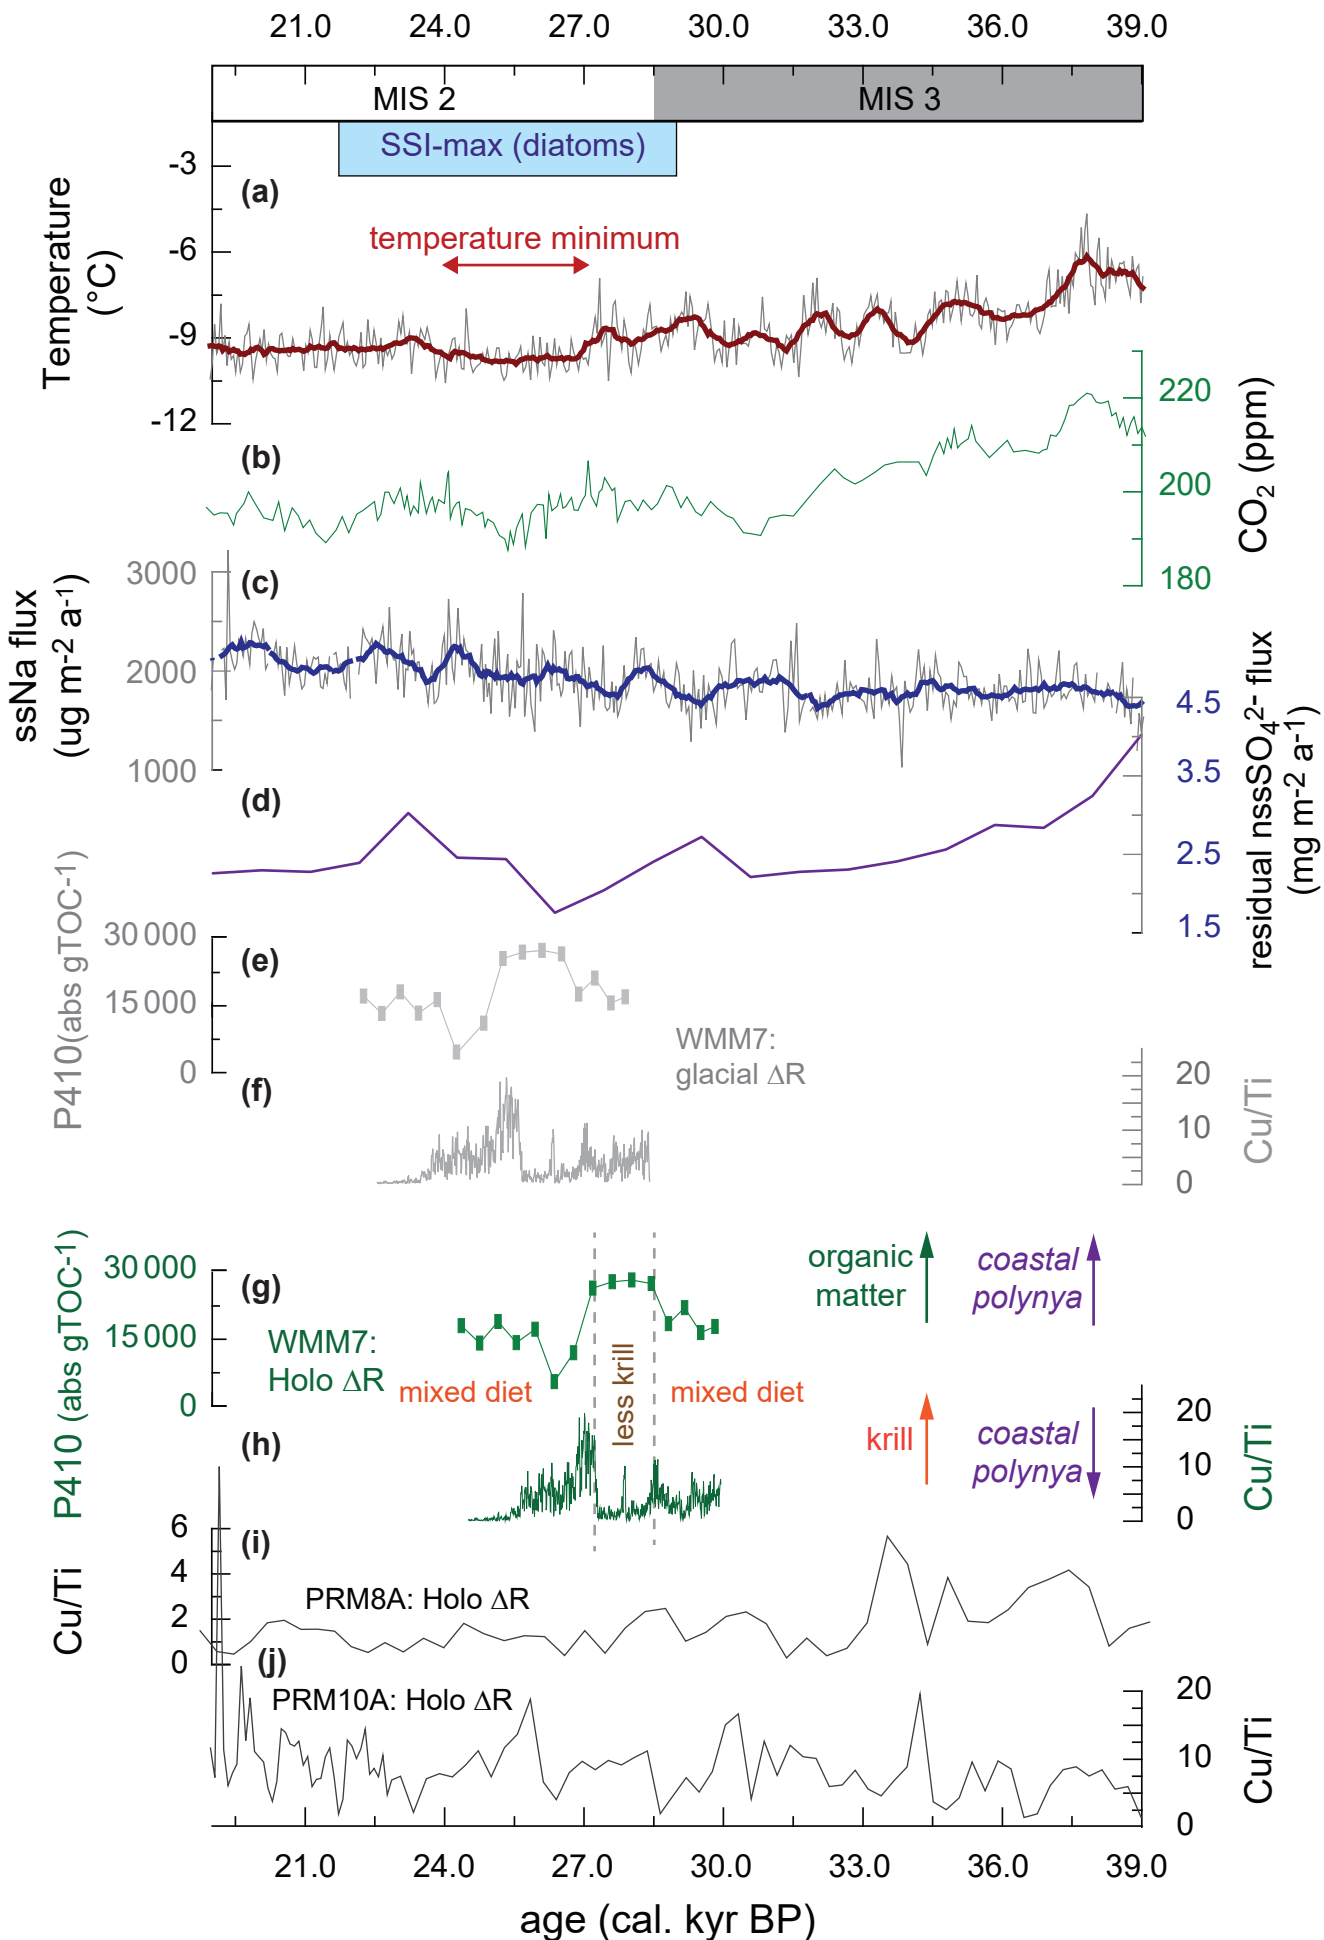 21.0 24.0 27.0 30.0 33.0 36.0 39.0
MIS 2 MIS 3
SSI-max (diatoms)
(a)
Temperature
(°C)
-3
-6
-9
-12
temperature minimum
(b)
220
200
180
CO2 (ppm)
(c)
ssNa flux
(ug m-2 a-1)
3000
2000
1000
(d)
4.5
3.5
2.5
1.5
residual nssSO42- flux
(mg m-2 a-1)
(e)
P410(abs gTOC-1)
30 000
15 000
0
WMM7:
glacial ΔR
(f)
20
10
0
Cu/Ti
(g)
P410 (abs gTOC-1)
30 000
15 000
0
WMM7:
Holo ΔR
mixed diet
less krill
mixed diet
organic
matter
coastal
polynya
krill
coastal
polynya
(h)
20
10
0
Cu/Ti
(i)
6
4
2
0
Cu/Ti
PRM8A: Holo ΔR
(j)
PRM10A: Holo ΔR
20
10
0
Cu/Ti
21.0 24.0 27.0 30.0 33.0 36.0 39.0
age (cal. kyr BP)